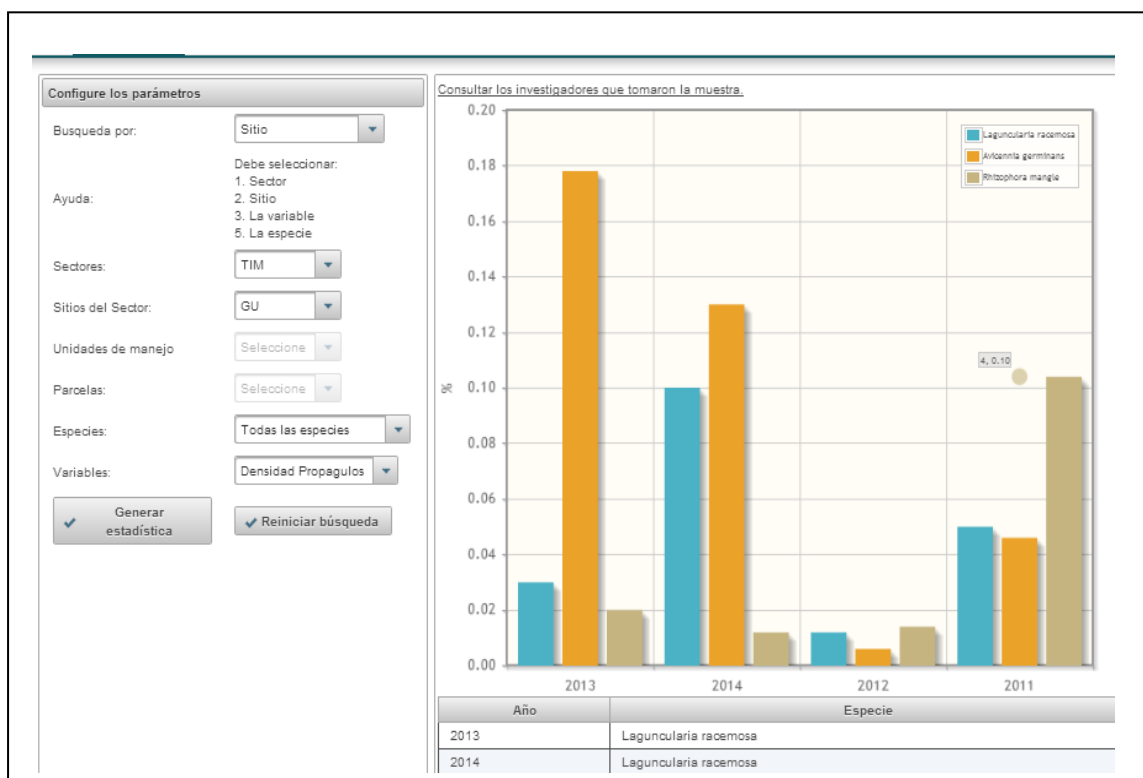 Configure los parámetros
Busqueda por:
Sitio
Ayuda:
Debe seleccionar:
1. Sector
2. Sitio
3. La variable
5. La especie
Sectores:
TIM
Sitios del Sector:
GU
Unidades de manejo
Seleccione
Parcelas:
Seleccione
Especies:
Todas las especies
Variables:
Densidad Propagulos
Generar
estadística
Reiniciar búsqueda
Consultar los investigadores que tomaron la muestra.
0.20
0.18
0.16
0.14
0.12
0.10
0.08
0.06
0.04
0.02
0.00
%
Laguncularia racemosa
Avicennia germinans
Rhizophora mangle
4, 0.10
2013
2014
2012
2011
Año
Especie
2013
Laguncularia racemosa
2014
Laguncularia racemosa